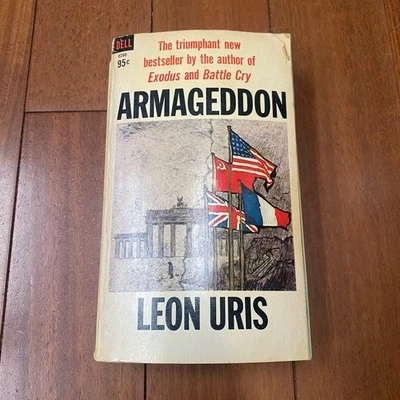 DELL
95c
The triumphant new
bestseller by the author of
Exodus and Battle Cry
ARMAGEDDON
LEON URIS